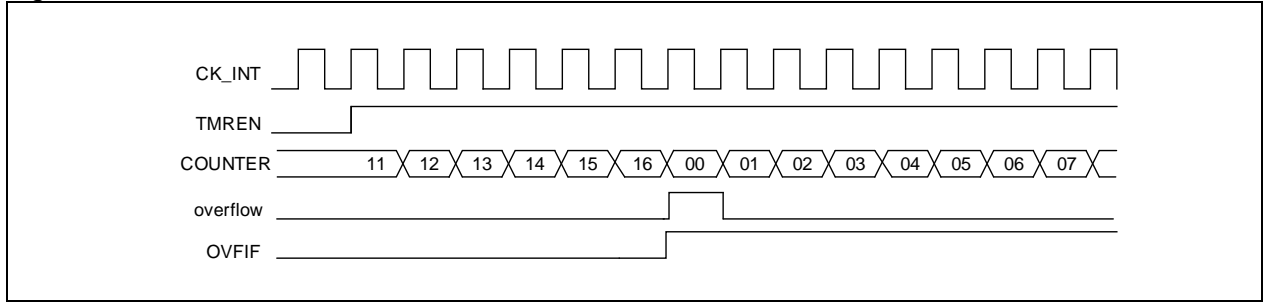 CK_INT
TMREN
COUNTER 11 12 13 14 15 16 00 01 02 03 04 05 06 07
overflow
OVFIF